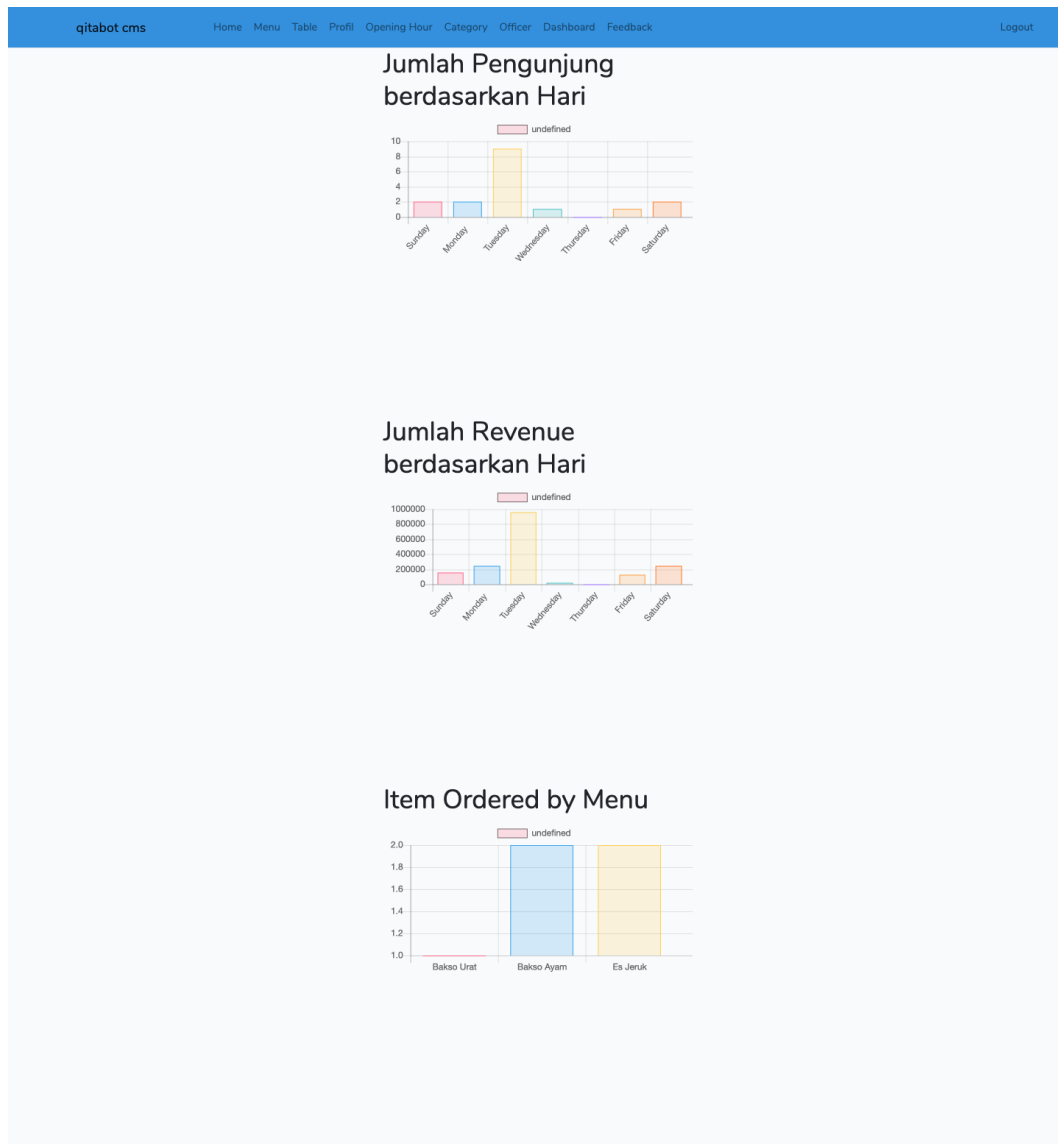 qitabot cms Home Menu Table Profil Opening Hour Category Officer Dashboard Feedback Logout
Jumlah Pengunjung
berdasarkan Hari
undefined
10
8
6
4
2
0
Sunday Monday Tuesday Wednesday Thursday Friday Saturday
Jumlah Revenue
berdasarkan Hari
undefined
1000000
800000
600000
400000
200000
0
Sunday Monday Tuesday Wednesday Thursday Friday Saturday
Item Ordered by Menu
undefined
2.0
1.8
1.6
1.4
1.2
1.0
Bakso Urat Bakso Ayam Es Jeruk